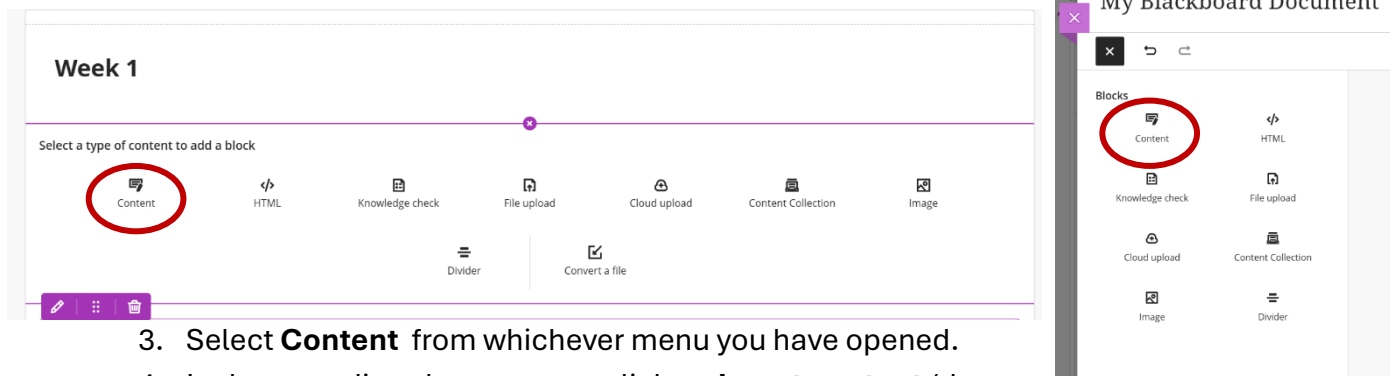 My Blackboard Document
Week 1
Select a type of content to add a block
Content
HTML
Knowledge check
File upload
Cloud upload
Content Collection
Image
Divider
Convert a file
Blocks
Content
HTML
Knowledge check
File upload
Cloud upload
Content Collection
Image
Divider
3. Select Content from whichever menu you have opened.